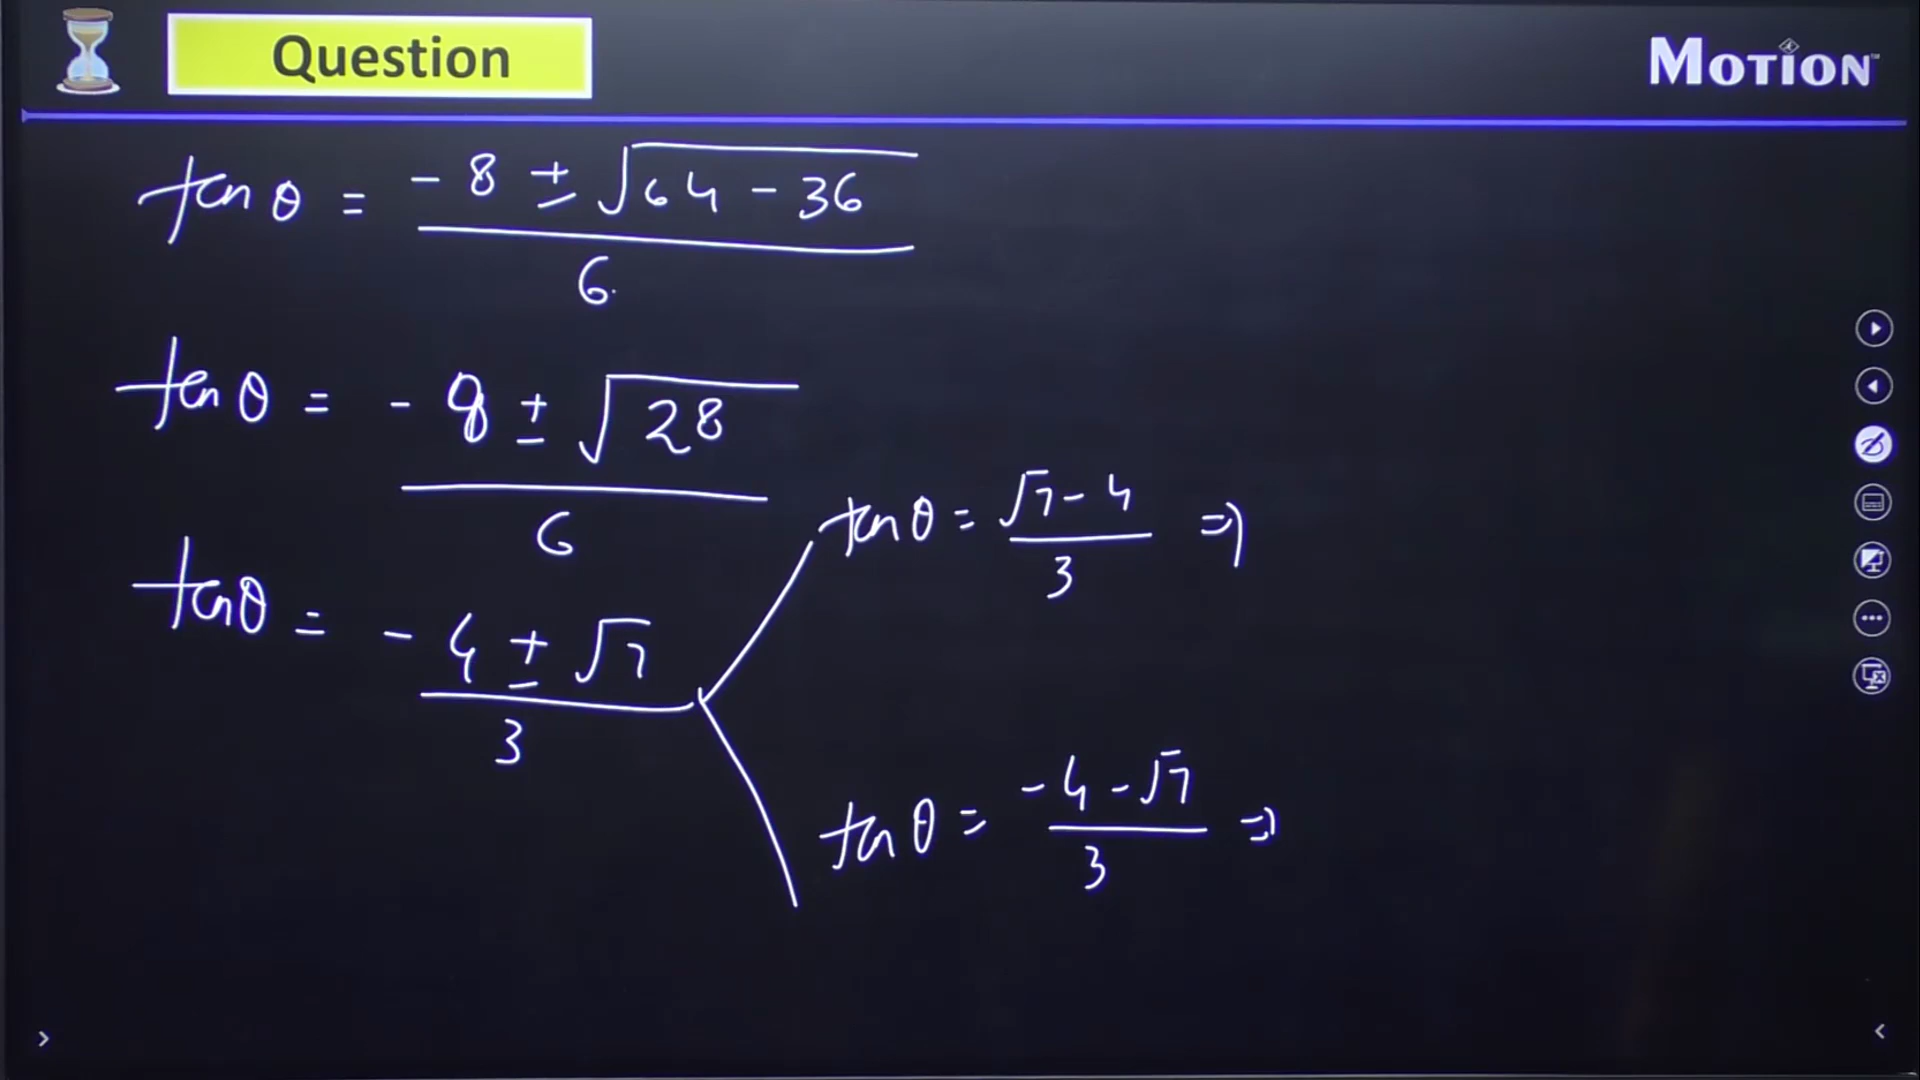 Question
MOTION™
tan θ = (-8 ± √(64 - 36))/6.
tan θ = (-8 ± √28)/6
tan θ = (-4 ± √7)/3
tan θ = (√7 - 4)/3 ⇒
tan θ = (-4 - √7)/3 ⇒